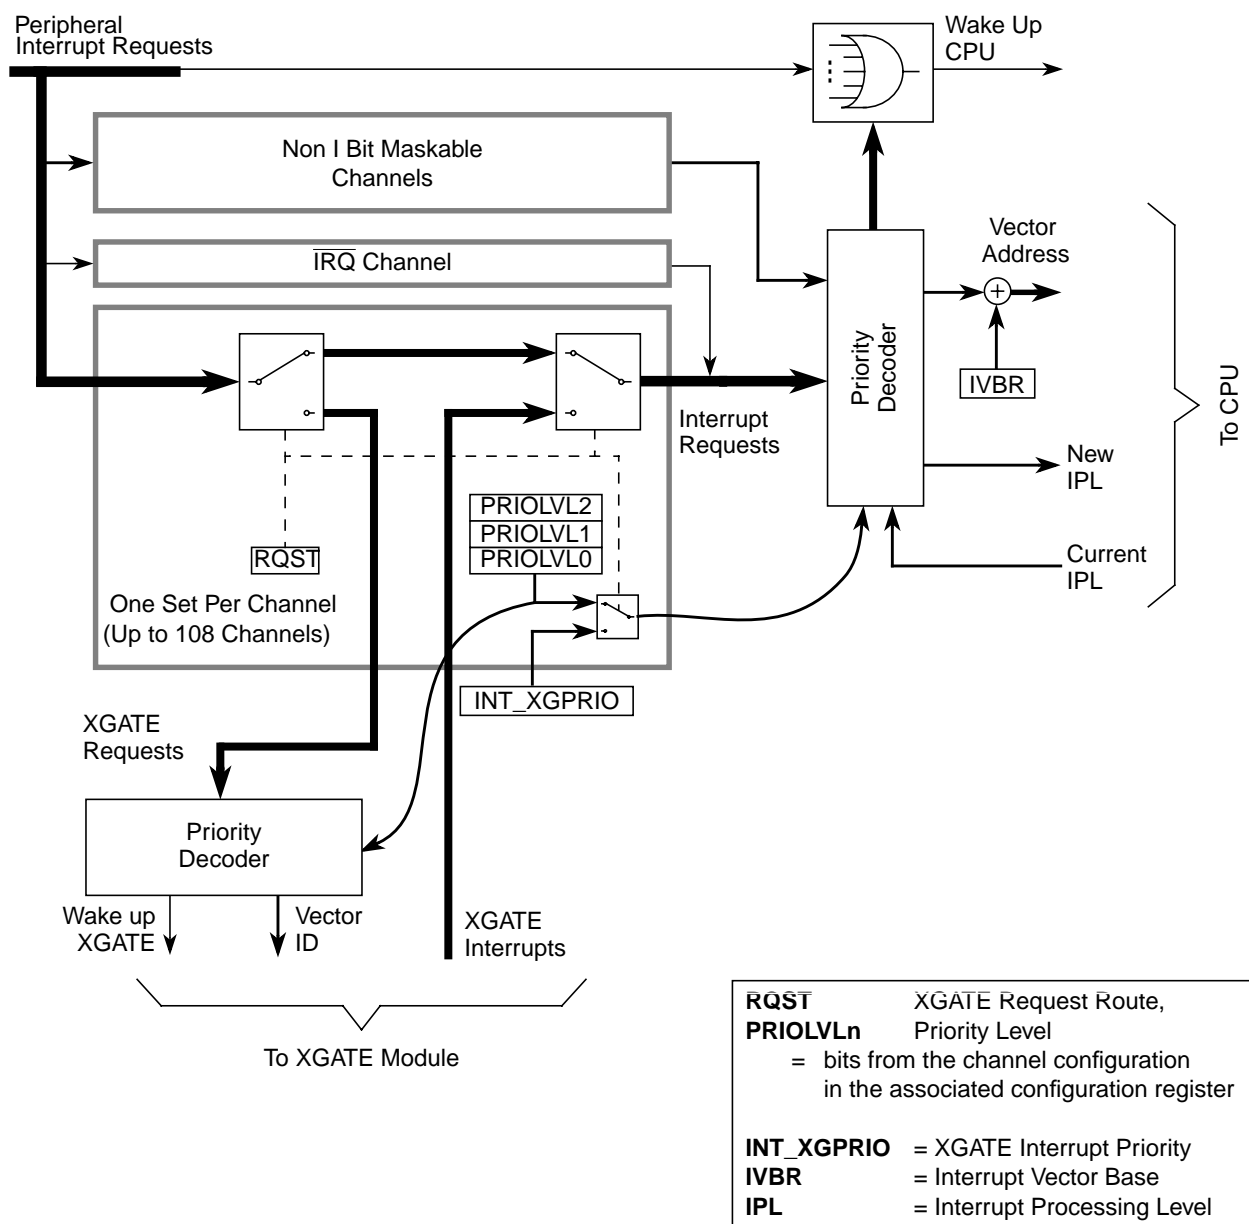 Peripheral
Interrupt Requests
Wake Up
CPU
Non I Bit Maskable
Channels
IRQ Channel
Vector
Address
+
Priority
Decoder
IVBR
To CPU
Interrupt
Requests
New
IPL
PRIOLVL2
PRIOLVL1
PRIOLVL0
RQST
Current
IPL
One Set Per Channel
(Up to 108 Channels)
INT_XGPRIO
XGATE
Requests
Priority
Decoder
Wake up
XGATE
Vector
ID
XGATE
Interrupts
To XGATE Module
RQST XGATE Request Route,
PRIOLVLn Priority Level
= bits from the channel configuration
in the associated configuration register
INT_XGPRIO = XGATE Interrupt Priority
IVBR = Interrupt Vector Base
IPL = Interrupt Processing Level